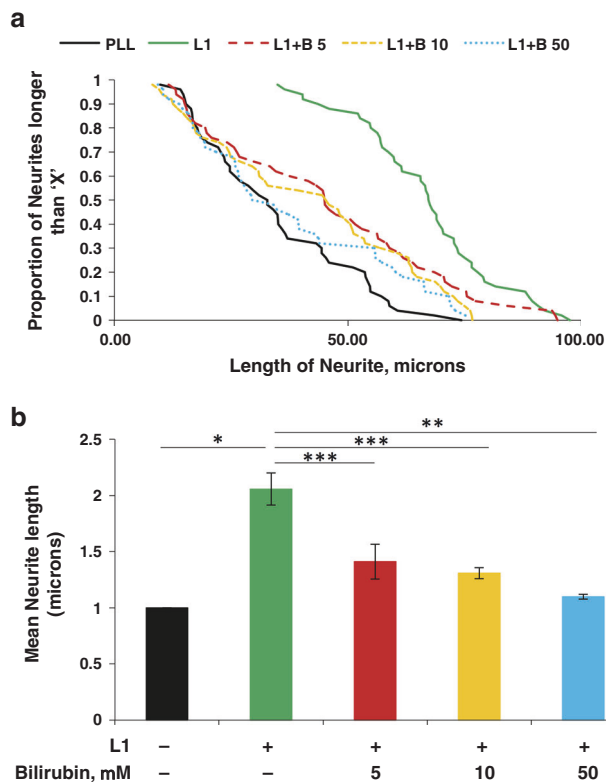 a
PLL L1 L1+B 5 L1+B 10 L1+B 50
Proportion of Neurites longer
than ‘X’
1
0.9
0.8
0.7
0.6
0.5
0.4
0.3
0.2
0.1
0
0.00 50.00 100.00
Length of Neurite, microns
b
Mean Neurite length
(microns)
2.5
2
1.5
1
0.5
0
* *** *** **
L1 – + + + +
Bilirubin, mM – – 5 10 50